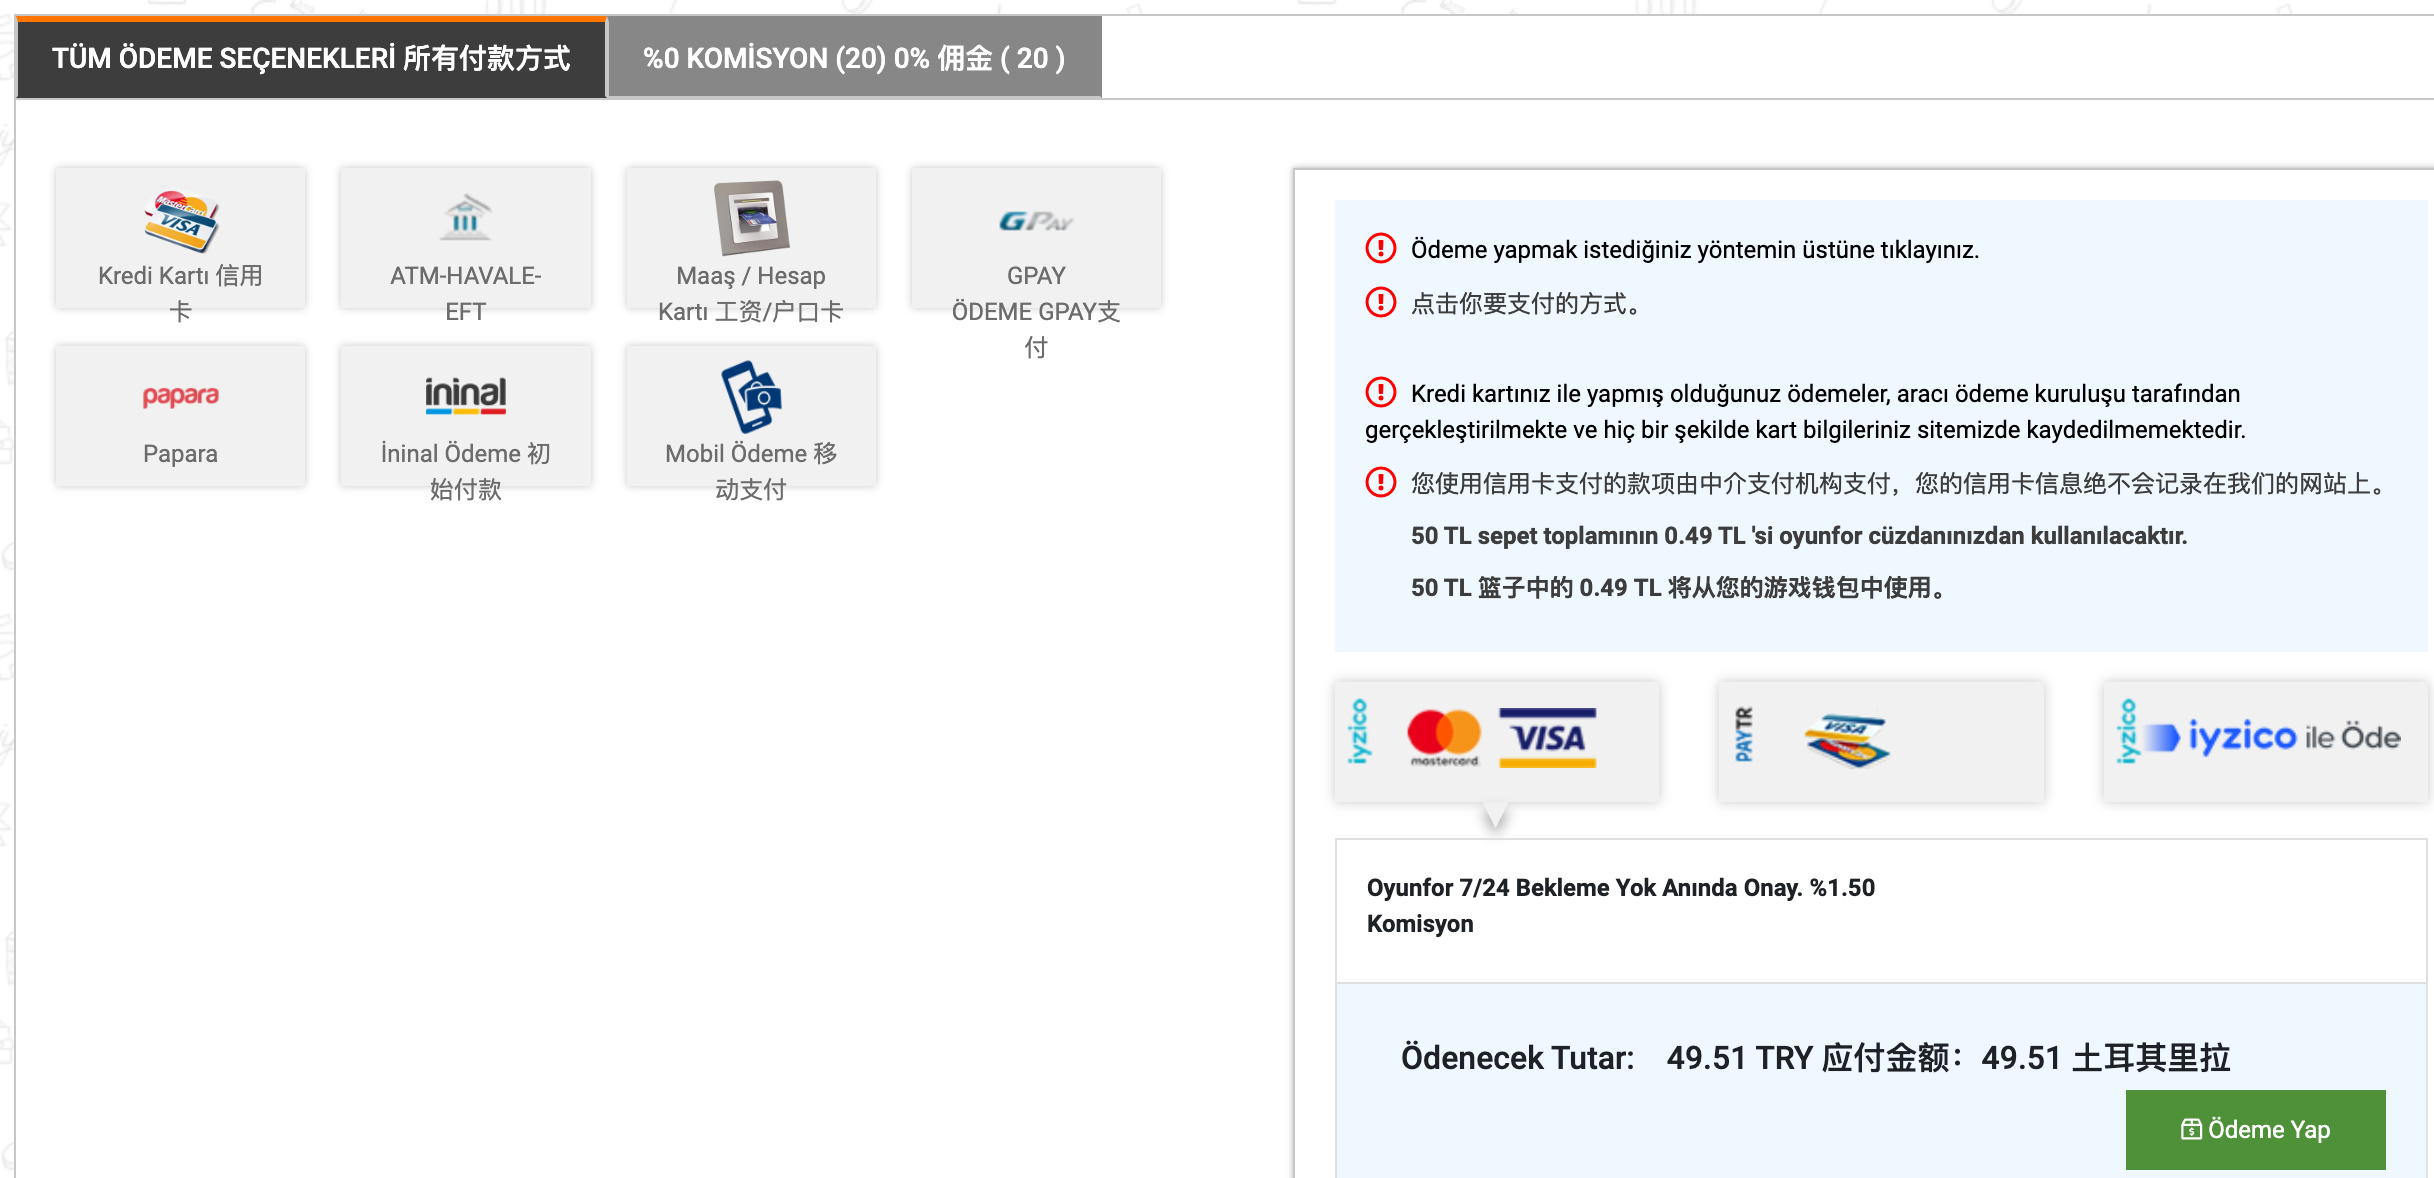 TÜM ÖDEME SEÇENEKLERİ 所有付款方式
%0 KOMİSYON (20) 0% 佣金 ( 20 )
MasterCard
VISA
Kredi Kartı 信用
卡
ATM-HAVALE-
EFT
Maaş / Hesap
Kartı 工资/户口卡
GPAY
GPAY
ÖDEME GPAY支
付
papara
Papara
ininal
İninal Ödeme 初
始付款
Mobil Ödeme 移
动支付
Ödeme yapmak istediğiniz yöntemin üstüne tıklayınız.
点击你要支付的方式。
Kredi kartınız ile yapmış olduğunuz ödemeler, aracı ödeme kuruluşu tarafından
gerçekleştirilmekte ve hiç bir şekilde kart bilgileriniz sitemizde kaydedilmemektedir.
您使用信用卡支付的款项由中介支付机构支付，您的信用卡信息绝不会记录在我们的网站上。
50 TL sepet toplamının 0.49 TL 'si oyunfor cüzdanınızdan kullanılacaktır.
50 TL 篮子中的 0.49 TL 将从您的游戏钱包中使用。
iyzico
mastercard
VISA
PAYTR
VISA
iyzico
iyzico ile Öde
Oyunfor 7/24 Bekleme Yok Anında Onay. %1.50
Komisyon
Ödenecek Tutar: 49.51 TRY 应付金额：49.51 土耳其里拉
Ödeme Yap